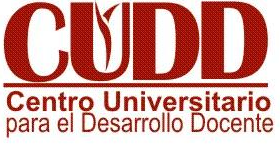 CUDD
Centro Universitario
para el Desarrollo Docente